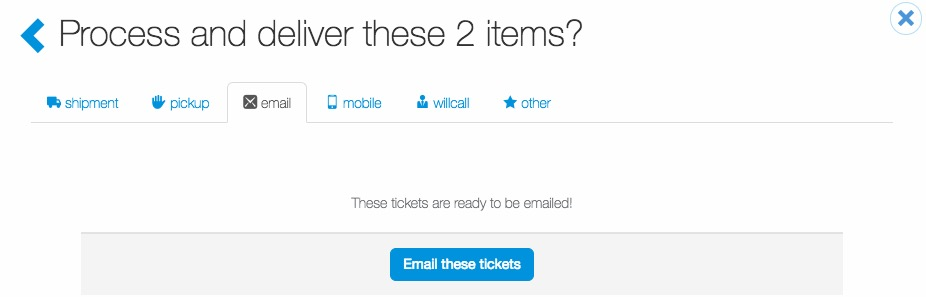 Process and deliver these 2 items?
shipment pickup email mobile willcall other
These tickets are ready to be emailed!
Email these tickets